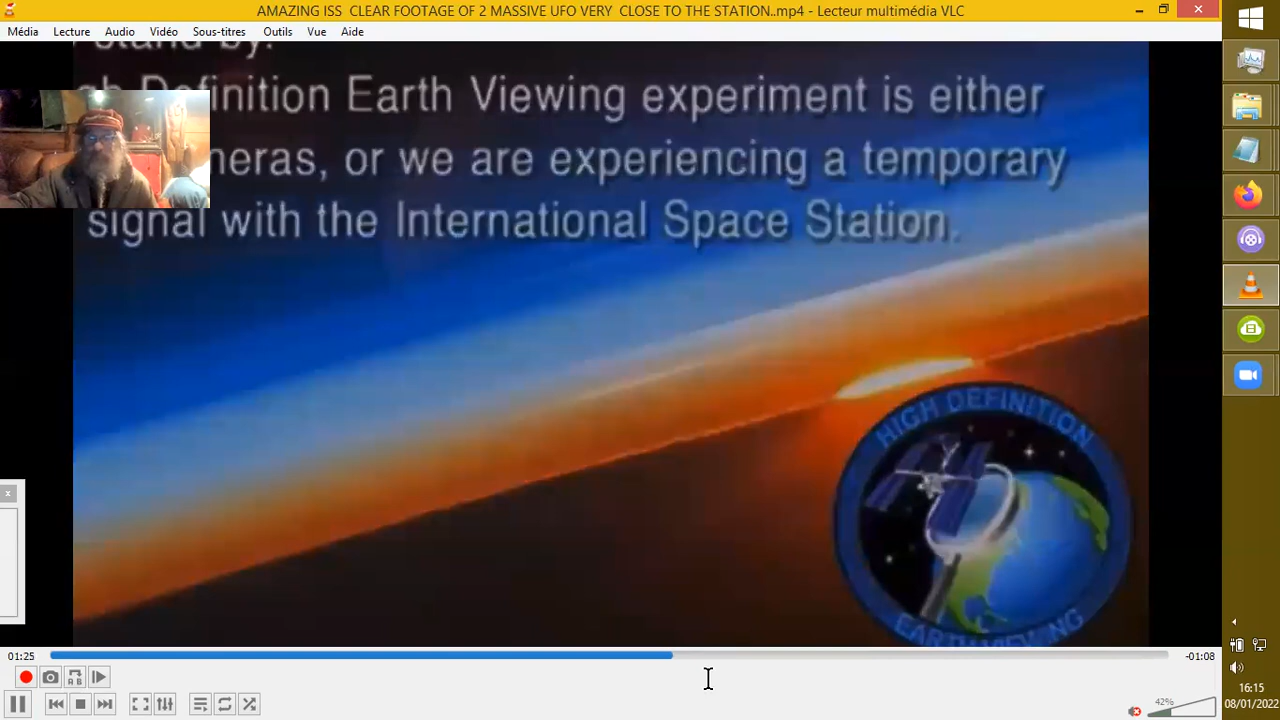 AMAZING ISS  CLEAR FOOTAGE OF 2 MASSIVE UFO VERY  CLOSE TO THE STATION..mp4 - Lecteur multimédia VLC
Média Lecture Audio Vidéo Sous-titres Outils Vue Aide
stand by.
Definition Earth Viewing experiment is either
or we are experiencing a temporary
signal with the International Space Station.
HIGH DEFINITION
EARTH VIEWING
01:25
-01:08
42%
16:15
08/01/2022